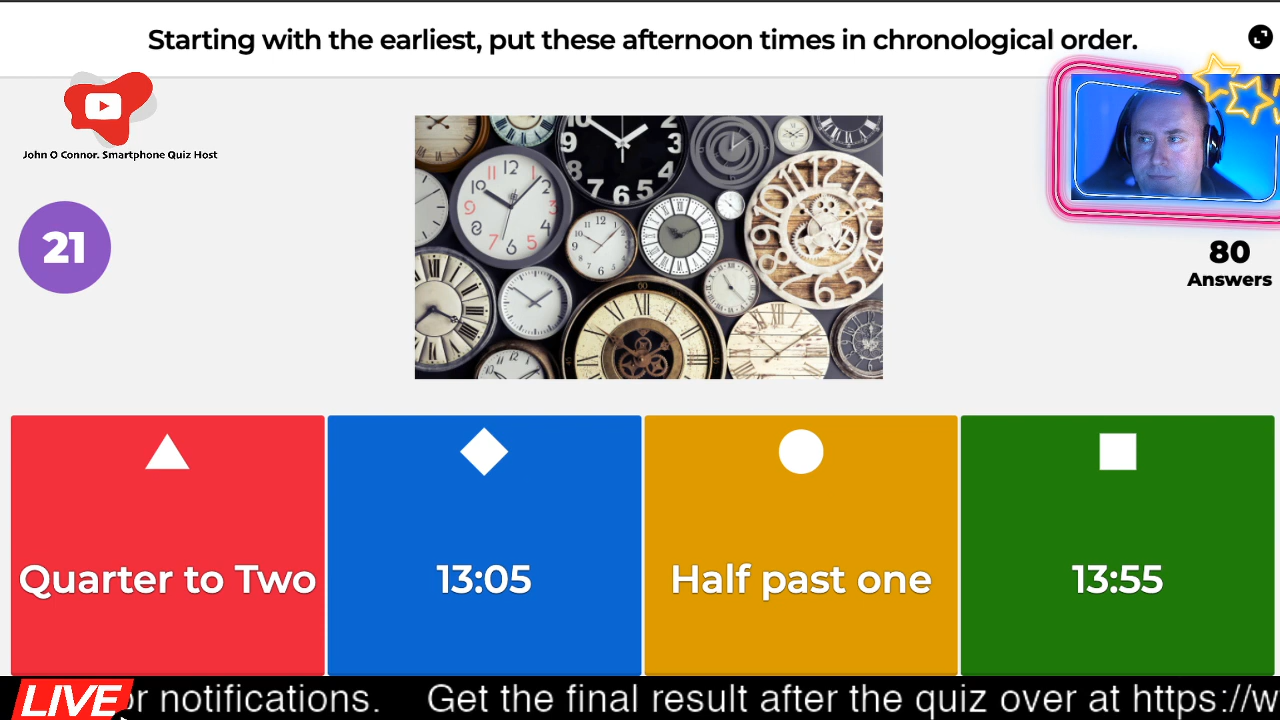 Starting with the earliest, put these afternoon times in chronological order.
John O Connor. Smartphone Quiz Host
21
80
Answers
Quarter to Two
13:05
Half past one
13:55
LIVE
or notifications. Get the final result after the quiz over at https://w